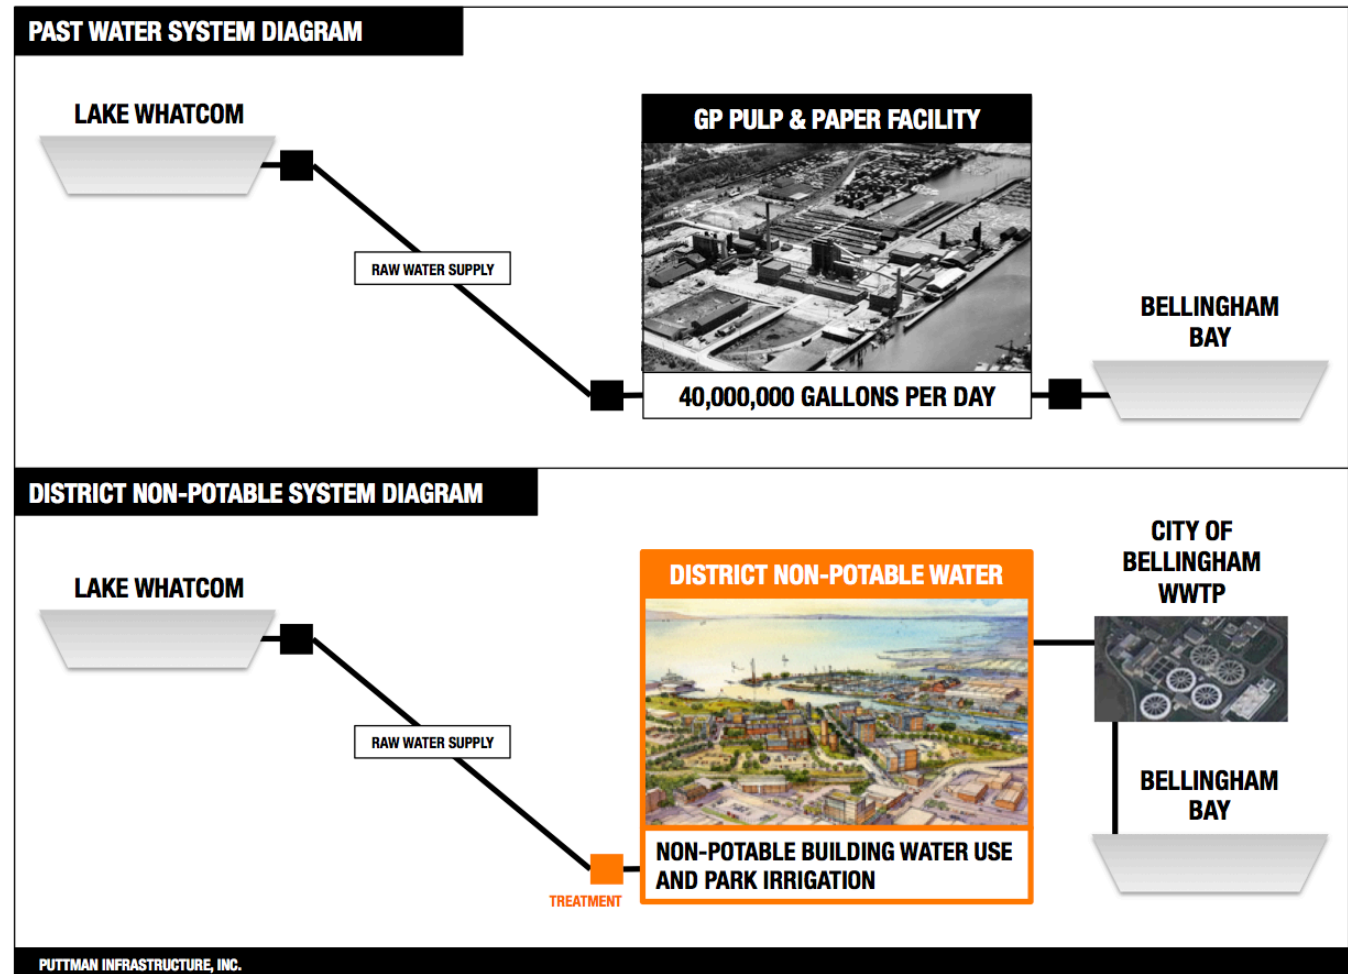 PAST WATER SYSTEM DIAGRAM
LAKE WHATCOM
RAW WATER SUPPLY
GP PULP & PAPER FACILITY
40,000,000 GALLONS PER DAY
BELLINGHAM
BAY
DISTRICT NON-POTABLE SYSTEM DIAGRAM
LAKE WHATCOM
RAW WATER SUPPLY
TREATMENT
DISTRICT NON-POTABLE WATER
NON-POTABLE BUILDING WATER USE
AND PARK IRRIGATION
CITY OF
BELLINGHAM
WWTP
BELLINGHAM
BAY
PUTTMAN INFRASTRUCTURE, INC.